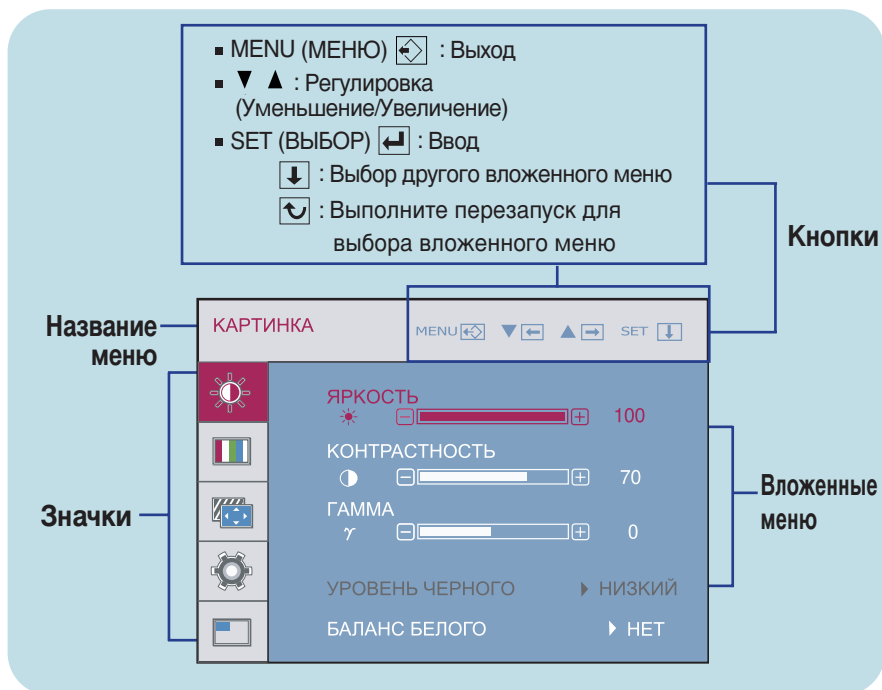 MENU (МЕНЮ) : Выход
▼ ▲ : Регулировка
(Уменьшение/Увеличение)
SET (ВЫБОР) : Ввод
: Выбор другого вложенного меню
: Выполните перезапуск для
выбора вложенного меню
Кнопки
Название
меню
КАРТИНКА
MENU ▼ ▲ SET
Значки
ЯРКОСТЬ
100
КОНТРАСТНОСТЬ
70
ГАММА
γ 0
УРОВЕНЬ ЧЕРНОГО НИЗКИЙ
БАЛАНС БЕЛОГО НЕТ
Вложенные
меню